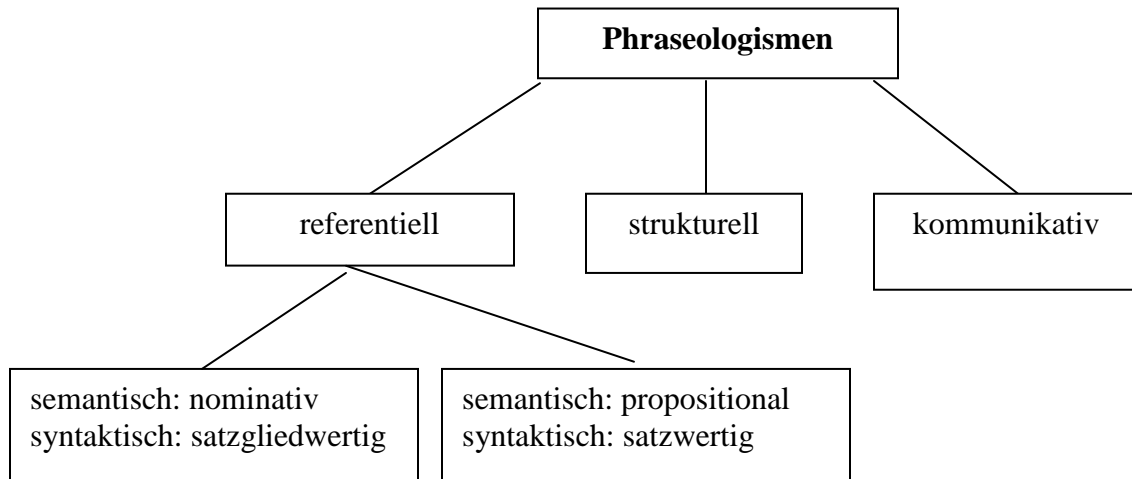 Phraseologismen
referentiell
strukturell
kommunikativ
semantisch: nominativ
syntaktisch: satzgliedwertig
semantisch: propositional
syntaktisch: satzwertig